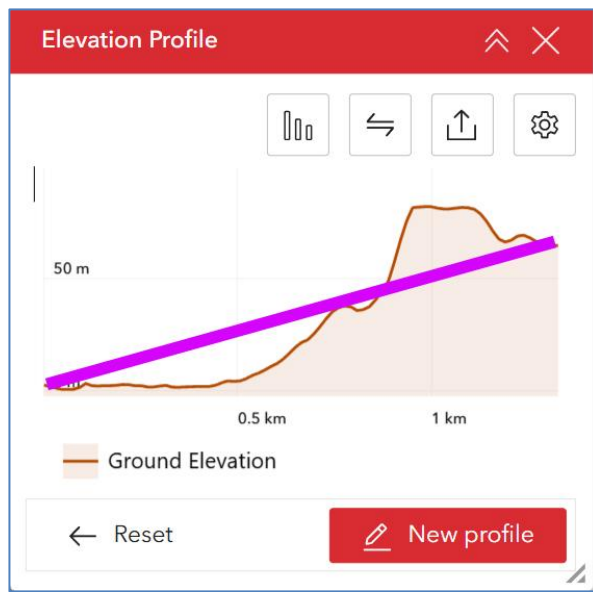 Elevation Profile
50 m
0.5 km
1 km
Ground Elevation
Reset
New profile